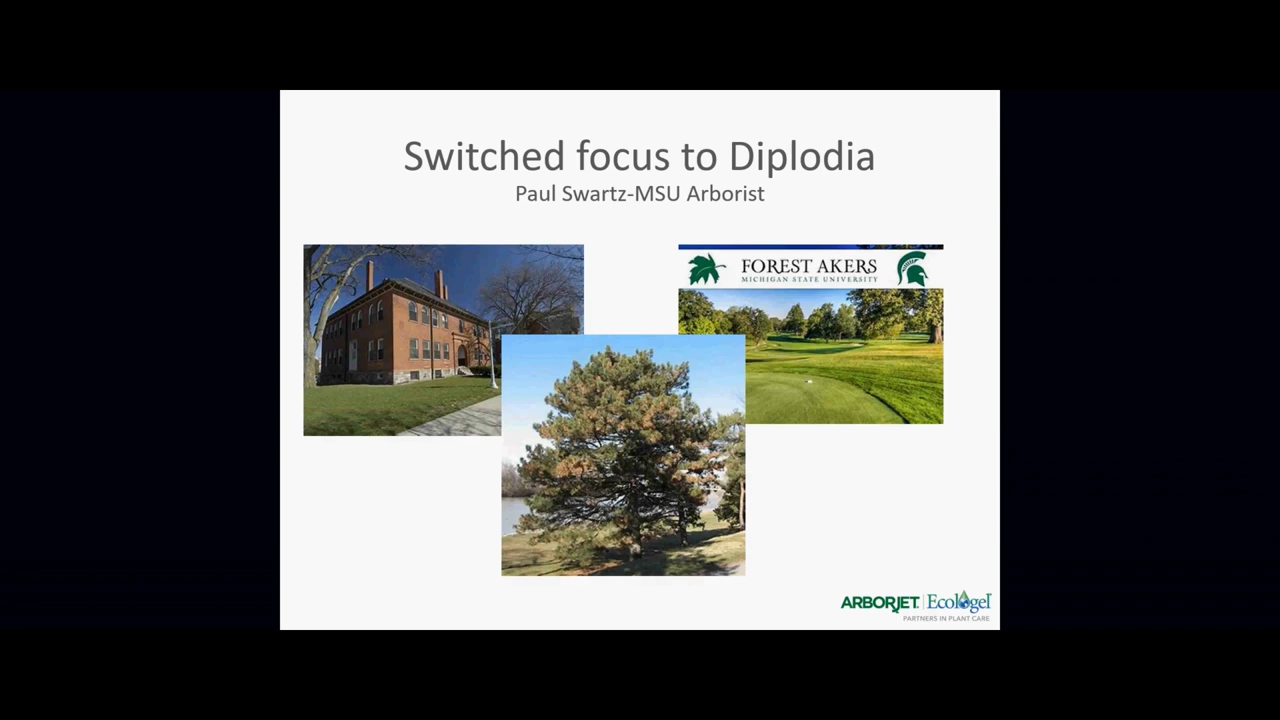 Switched focus to Diplodia
Paul Swartz-MSU Arborist
FOREST AKERS
MICHIGAN STATE UNIVERSITY
ARBORJET | Ecologel
PARTNERS IN PLANT CARE